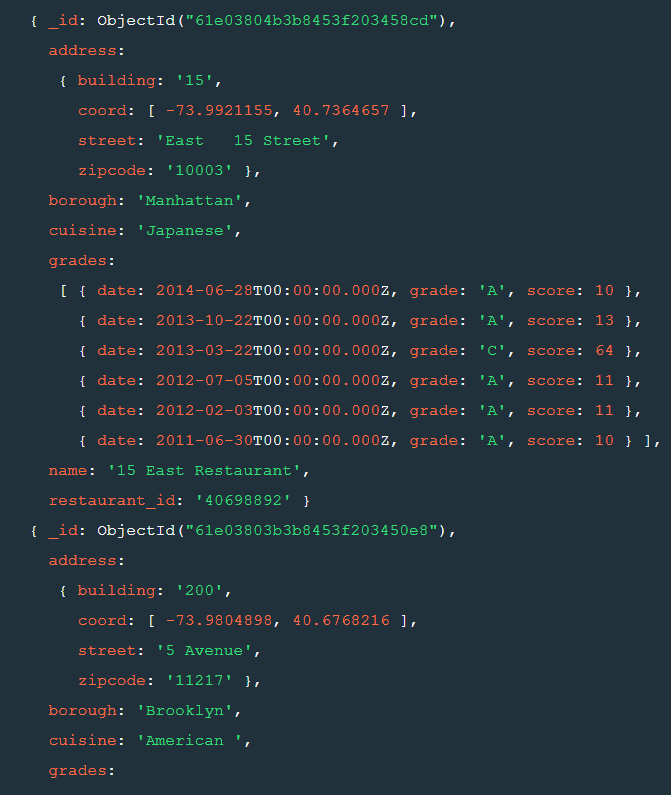 { _id: ObjectId("61e03804b3b8453f203458cd"),
address:
{ building: '15',
coord: [ -73.9921155, 40.7364657 ],
street: 'East   15 Street',
zipcode: '10003' },
borough: 'Manhattan',
cuisine: 'Japanese',
grades:
[ { date: 2014-06-28T00:00:00.000Z, grade: 'A', score: 10 },
{ date: 2013-10-22T00:00:00.000Z, grade: 'A', score: 13 },
{ date: 2013-03-22T00:00:00.000Z, grade: 'C', score: 64 },
{ date: 2012-07-05T00:00:00.000Z, grade: 'A', score: 11 },
{ date: 2012-02-03T00:00:00.000Z, grade: 'A', score: 11 },
{ date: 2011-06-30T00:00:00.000Z, grade: 'A', score: 10 } ],
name: '15 East Restaurant',
restaurant_id: '40698892' }
{ _id: ObjectId("61e03803b3b8453f203450e8"),
address:
{ building: '200',
coord: [ -73.9804898, 40.6768216 ],
street: '5 Avenue',
zipcode: '11217' },
borough: 'Brooklyn',
cuisine: 'American ',
grades: